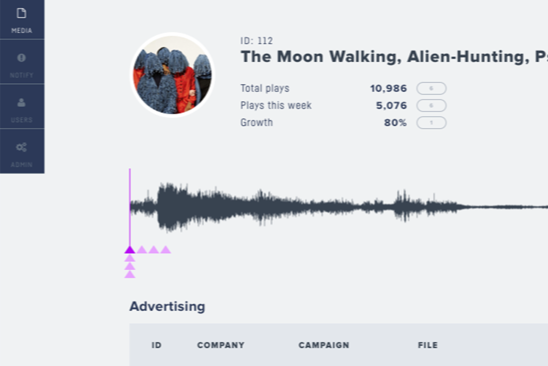 MEDIA
NOTIFY
USERS
ADMIN
ID: 112
The Moon Walking, Alien-Hunting, P
Total plays 10,986
Plays this week 5,076
Growth 80%
Advertising
ID COMPANY CAMPAIGN FILE